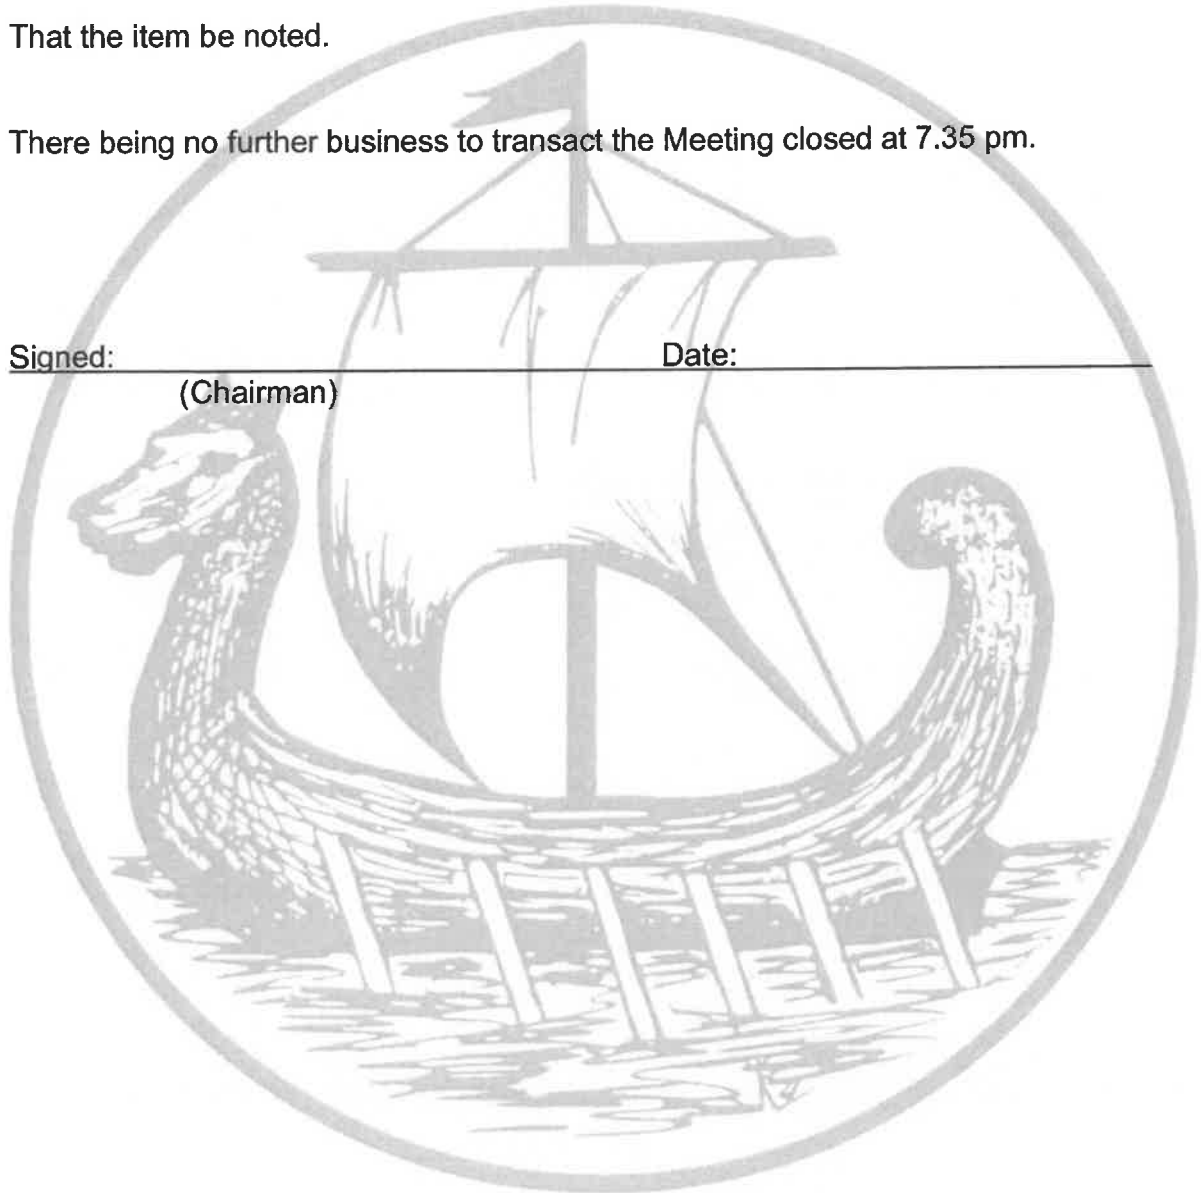 That the item be noted.
There being no further business to transact the Meeting closed at 7.35 pm.
Signed: Date:
(Chairman)